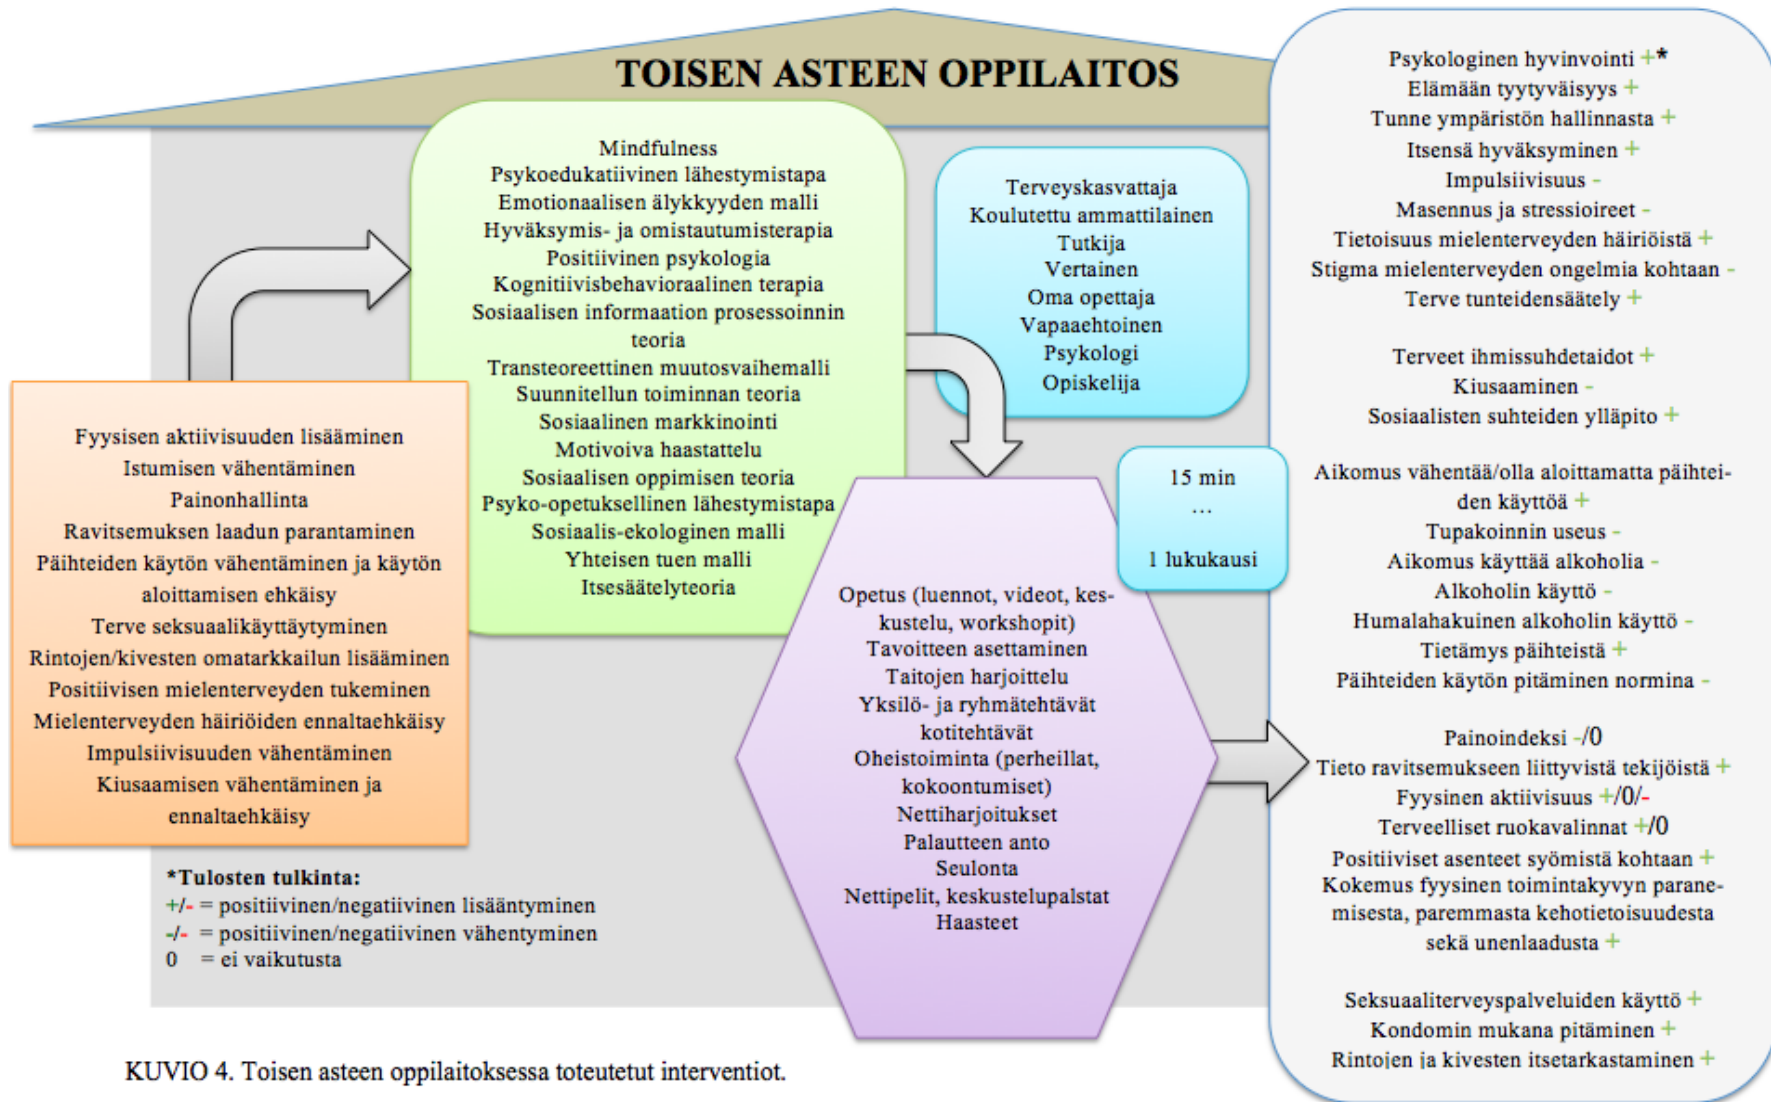 TOISEN ASTEEN OPPILAITOS
Fyysisen aktiivisuuden lisääminen
Istumisen vähentäminen
Painonhallinta
Ravitsemuksen laadun parantaminen
Päihteiden käytön vähentäminen ja käytön
aloittamisen ehkäisy
Terve seksuaalikäyttäytyminen
Rintojen/kivesten omatarkkailun lisääminen
Positiivisen mielenterveyden tukeminen
Mielenterveyden häiriöiden ennaltaehkäisy
Impulsiivisuuden vähentäminen
Kiusaamisen vähentäminen ja
ennaltaehkäisy
Mindfulness
Psykoedukatiivinen lähestymistapa
Emotionaalisen älykkyyden malli
Hyväksymis- ja omistautumisterapia
Positiivinen psykologia
Kognitiivisbehavioraalinen terapia
Sosiaalisen informaation prosessoinnin
teoria
Transteoreettinen muutosvaihemalli
Suunnitellun toiminnan teoria
Sosiaalinen markkinointi
Motivoiva haastattelu
Sosiaalisen oppimisen teoria
Psyko-opetuksellinen lähestymistapa
Sosiaalis-ekologinen malli
Yhteisen tuen malli
Itsesäätelyteoria
Terveyskasvattaja
Koulutettu ammattilainen
Tutkija
Vertainen
Oma opettaja
Vapaaehtoinen
Psykologi
Opiskelija
15 min
...
1 lukukausi
Opetus (luennot, videot, kes-
kustelu, workshopit)
Tavoitteen asettaminen
Taitojen harjoittelu
Yksilö- ja ryhmätehtävät
kotitehtävät
Oheistoiminta (perheillat,
kokoontumiset)
Nettiharjoitukset
Palautteen anto
Seulonta
Nettipelit, keskustelupalstat
Haasteet
Psykologinen hyvinvointi +*
Elämään tyytyväisyys +
Tunne ympäristön hallinnasta +
Itsensä hyväksyminen +
Impulsiivisuus -
Masennus ja stressioireet -
Tietoisuus mielenterveyden häiriöistä +
Stigma mielenterveyden ongelmia kohtaan -
Terve tunteidensäätely +
Terveet ihmissuhdetaidot +
Kiusaaminen -
Sosiaalisten suhteiden ylläpito +
Aikomus vähentää/olla aloittamatta päihtei-
den käyttöä +
Tupakoinnin useus -
Aikomus käyttää alkoholia -
Alkoholin käyttö -
Humalahakuinen alkoholin käyttö -
Tietämys päihteistä +
Päihteiden käytön pitäminen normina -
Painoindeksi -/0
Tieto ravitsemukseen liittyvistä tekijöistä +
Fyysinen aktiivisuus +/0/-
Terveelliset ruokavalinnat +/0
Positiiviset asenteet syömistä kohtaan +
Kokemus fyysinen toimintakyvyn parane-
misesta, paremmasta kehotietoisuudesta
sekä unenlaadusta +
Seksuaaliterveyspalveluiden käyttö +
Kondomin mukana pitäminen +
Rintojen ja kivesten itsetarkastaminen +
*Tulosten tulkinta:
+/- = positiivinen/negatiivinen lisääntyminen
-/- = positiivinen/negatiivinen vähentyminen
0 = ei vaikutusta
KUVIO 4. Toisen asteen oppilaitoksessa toteutetut interventiot.